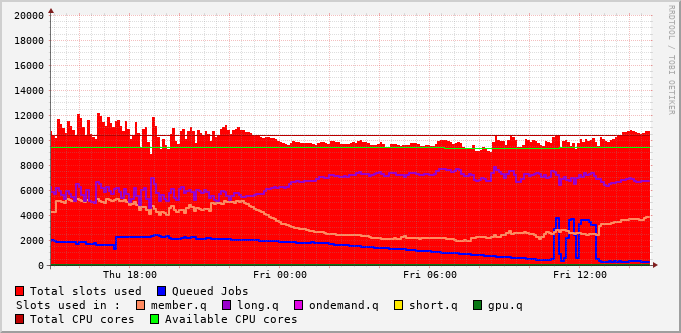 20000
18000
16000
14000
12000
10000
8000
6000
4000
2000
0
Thu 18:00 Fri 00:00 Fri 06:00 Fri 12:00
RRDTOOL / TOBI OETIKER
Total slots used Queued Jobs
Slots used in : member.q long.q ondemand.q short.q gpu.q
Total CPU cores Available CPU cores